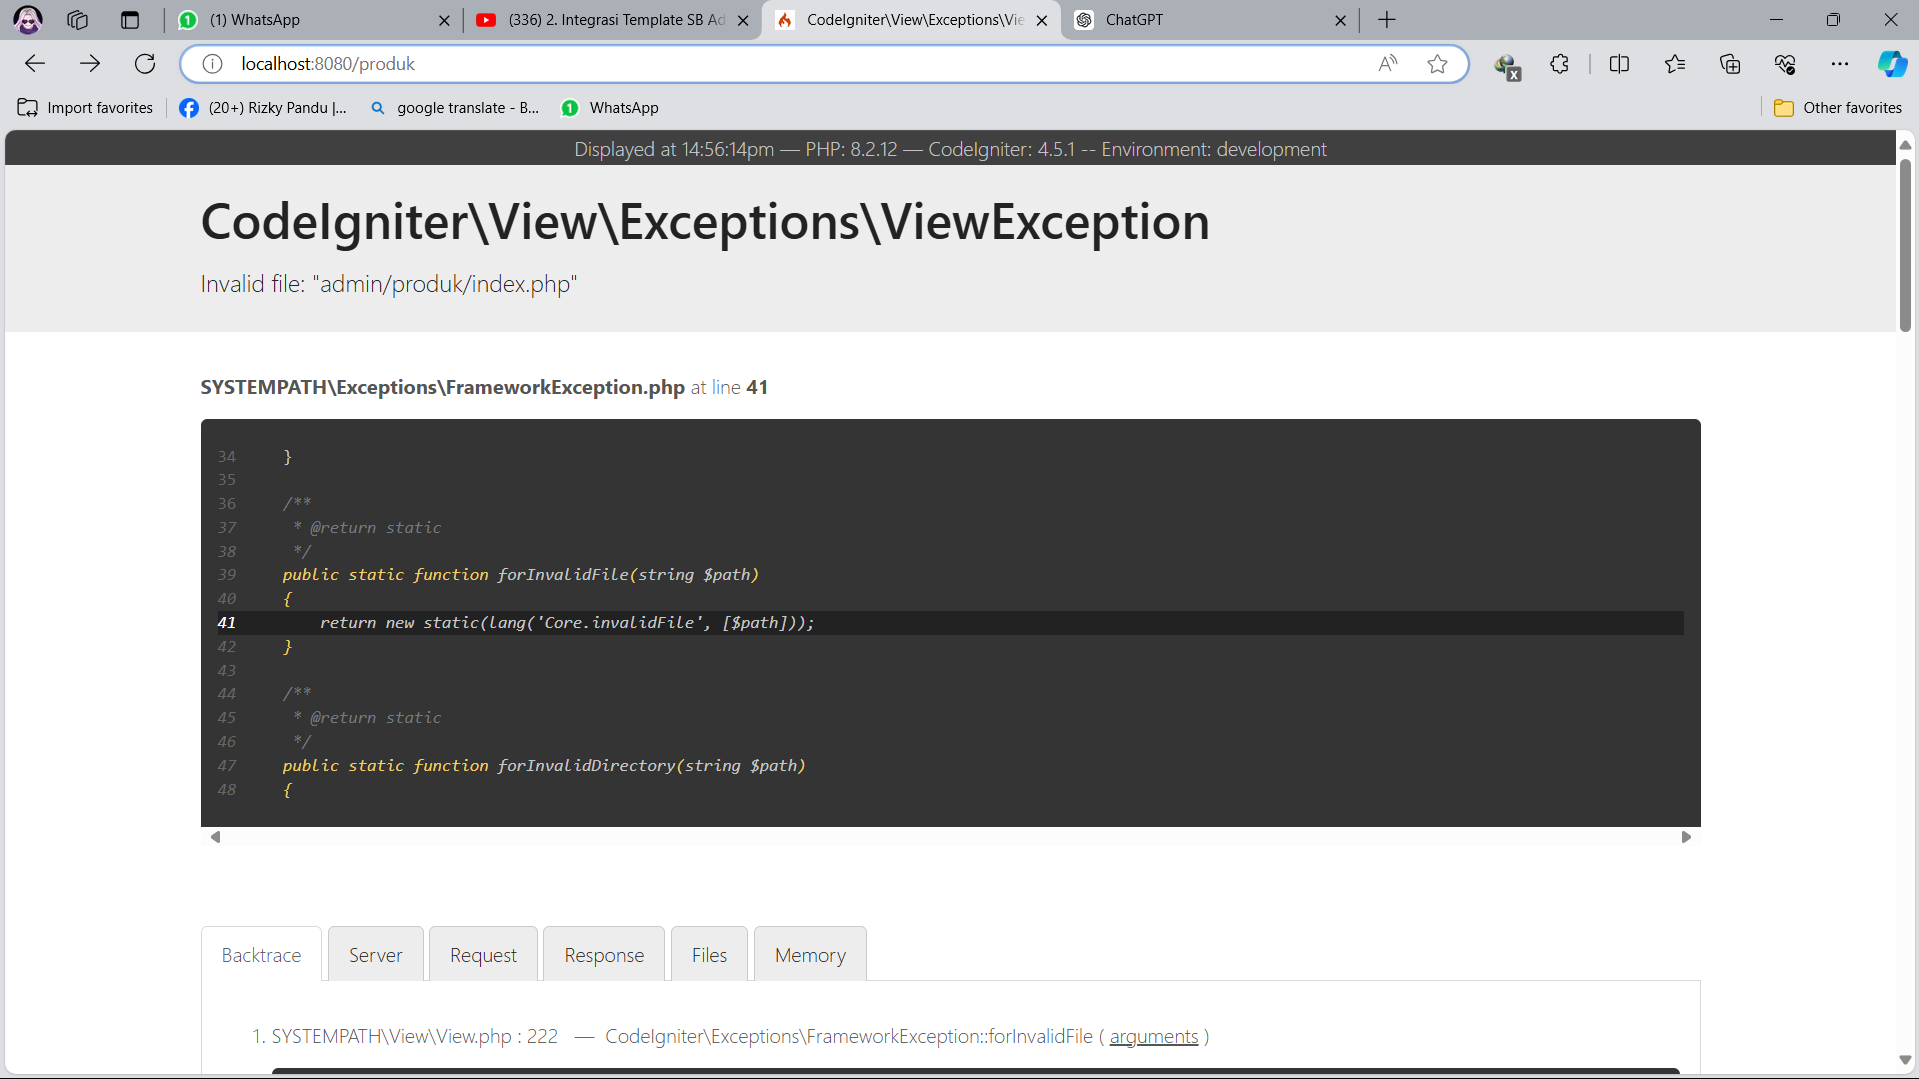 (1) WhatsApp
(336) 2. Integrasi Template SB Ad
CodeIgniter\View\Exceptions\Vie
ChatGPT
localhost:8080/produk
Import favorites
(20+) Rizky Pandu |...
google translate - B...
WhatsApp
Other favorites
Displayed at 14:56:14pm — PHP: 8.2.12 — CodeIgniter: 4.5.1 -- Environment: development
CodeIgniter\View\Exceptions\ViewException
Invalid file: "admin/produk/index.php"
SYSTEMPATH\Exceptions\FrameworkException.php at line 41
34 }
35
36 /**
37 * @return static
38 */
39 public static function forInvalidFile(string $path)
40 {
41 return new static(lang('Core.invalidFile', [$path]));
42 }
43
44 /**
45 * @return static
46 */
47 public static function forInvalidDirectory(string $path)
48 {
Backtrace
Server
Request
Response
Files
Memory
1. SYSTEMPATH\View\View.php : 222 — CodeIgniter\Exceptions\FrameworkException::forInvalidFile ( arguments )